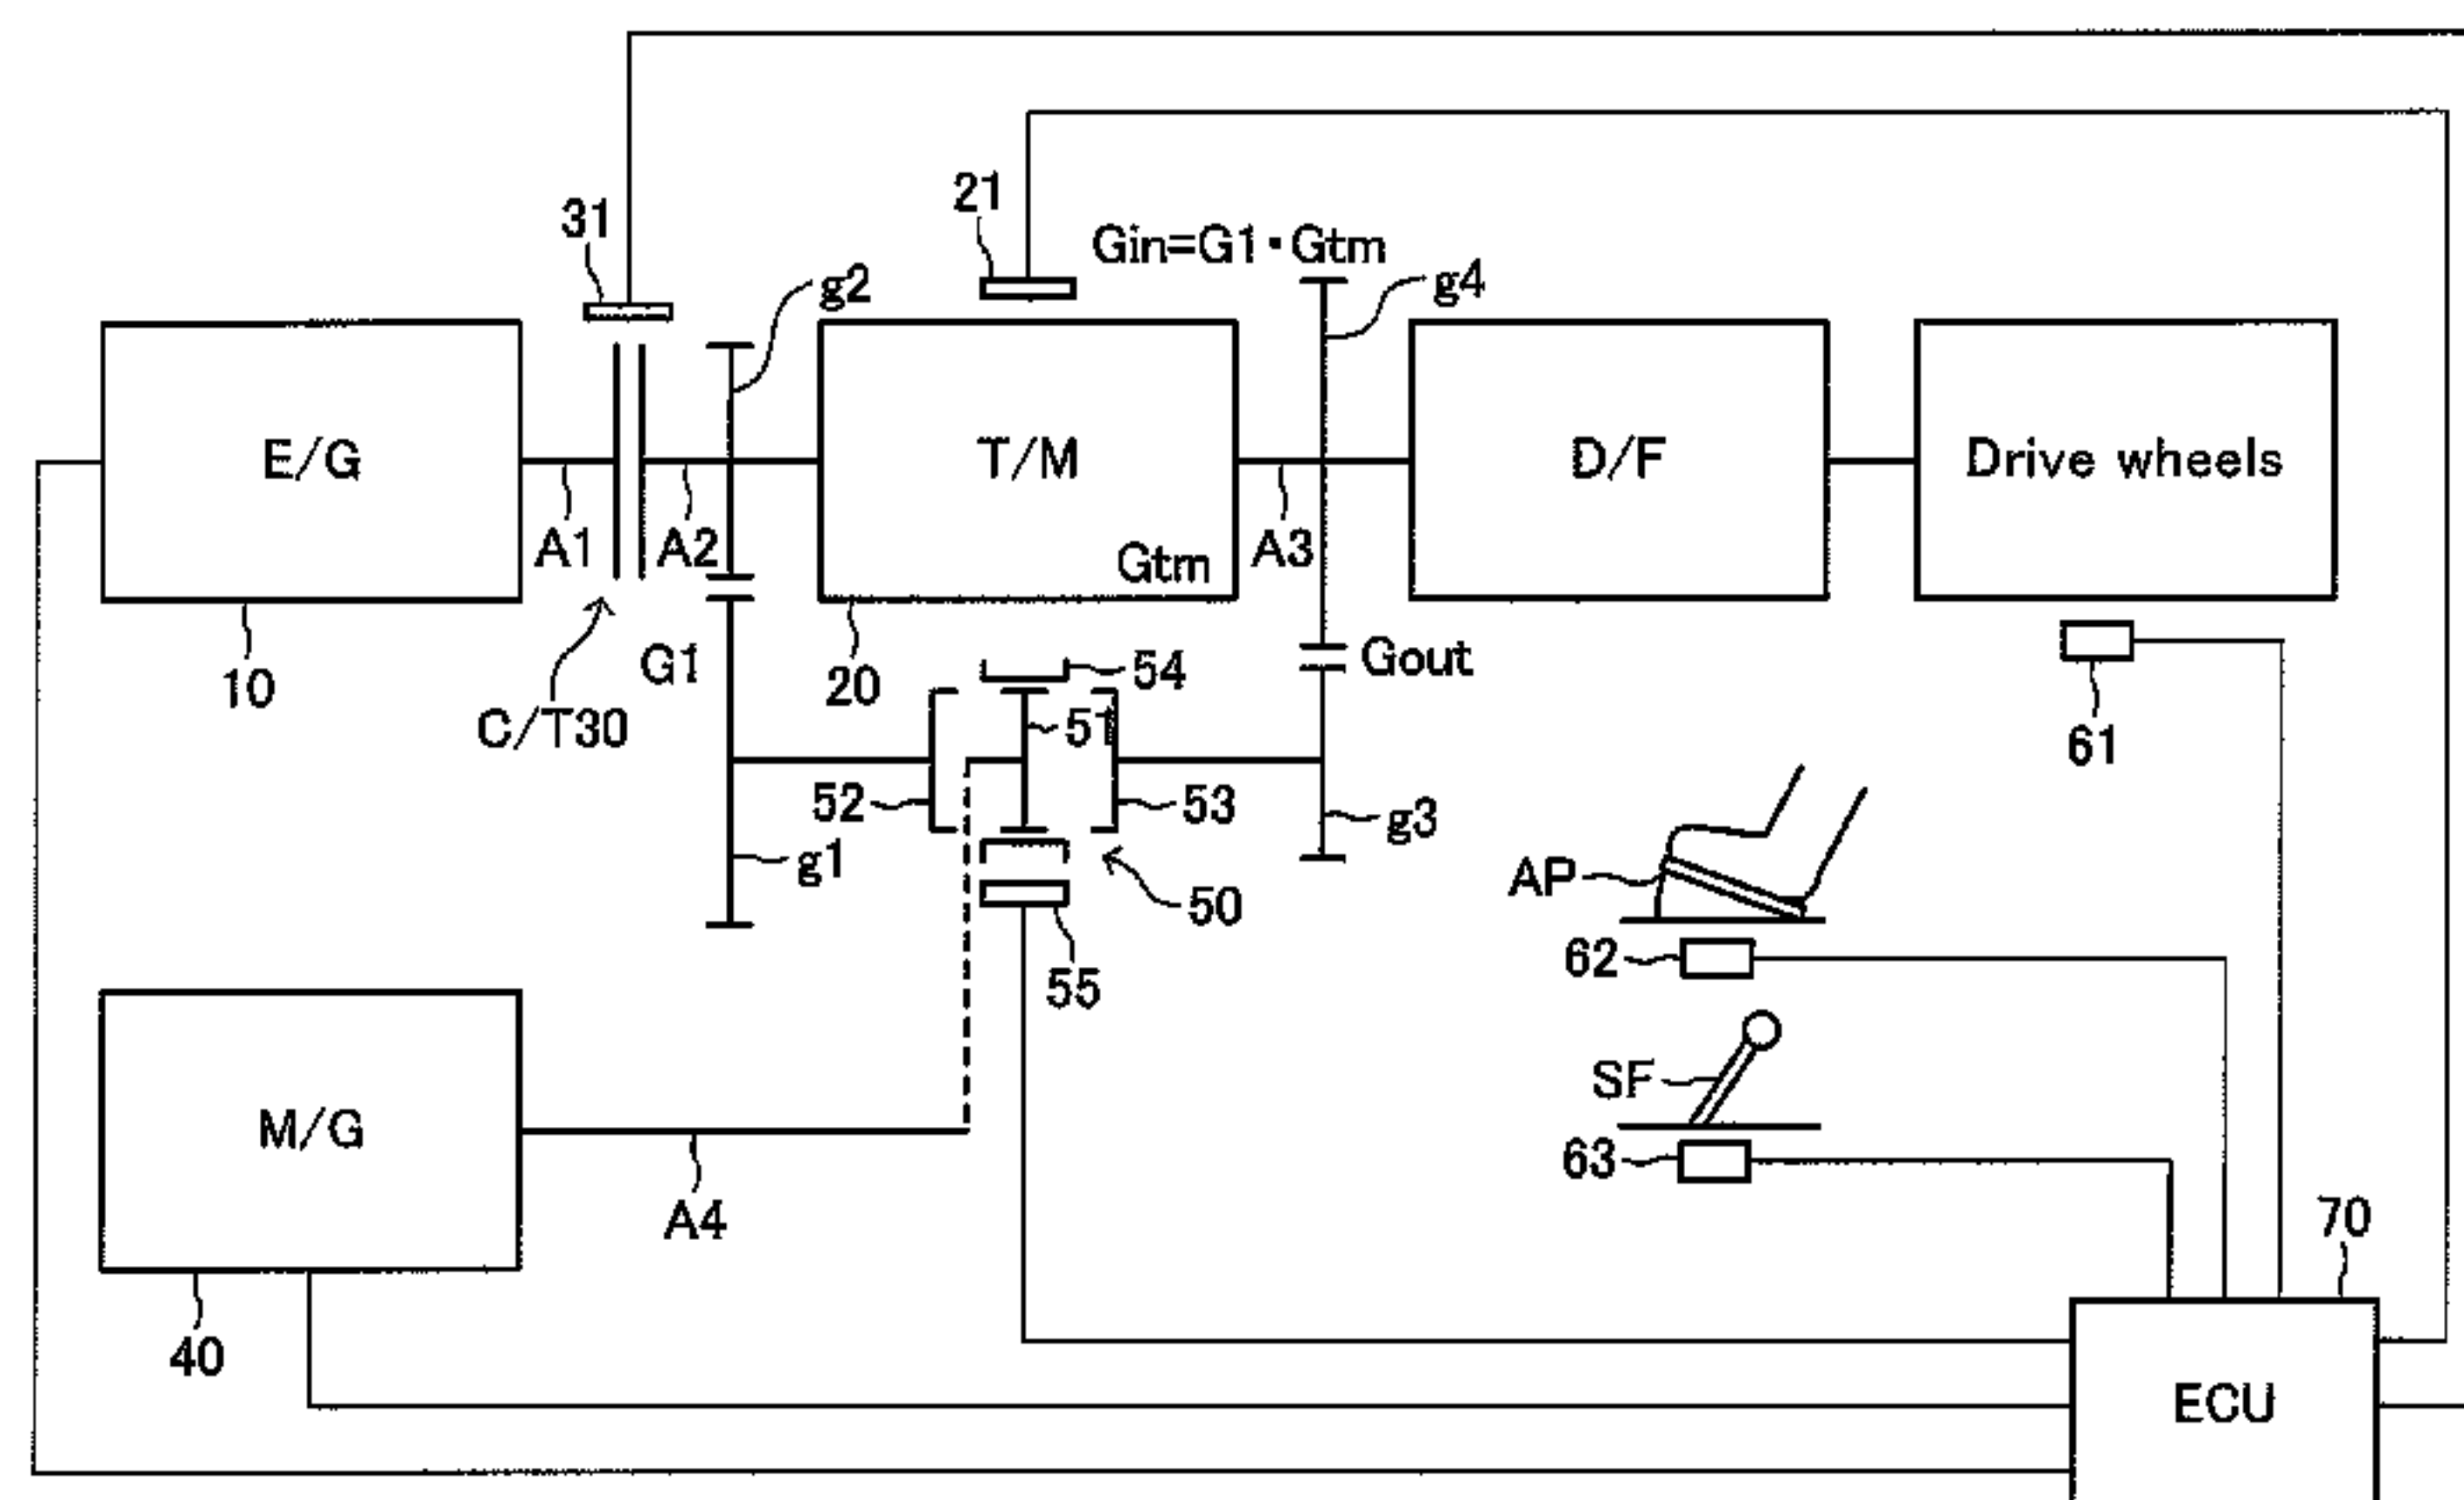 31
21
Gin=G1・Gtm
g2
g4
E/G
T/M
D/F
Drive wheels
A1
A2
Gtm
A3
10
C/T30
G1
20
54
Gout
51
61
52
53
g1
g3
50
AP
55
62
SF
M/G
63
A4
70
40
ECU